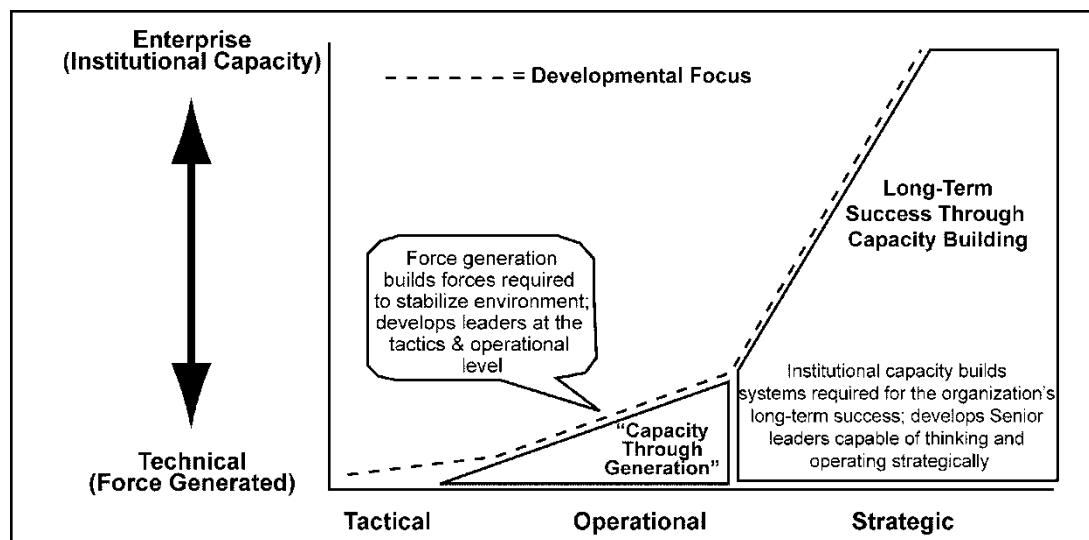 Enterprise
(Institutional Capacity)
= Developmental Focus
Long-Term
Success Through
Capacity Building
Force generation
builds forces required
to stabilize environment;
develops leaders at the
tactics & operational
level
Institutional capacity builds
systems required for the organization's
long-term success; develops Senior
leaders capable of thinking and
operating strategically
"Capacity
Through
Generation"
Technical
(Force Generated)
Tactical
Operational
Strategic